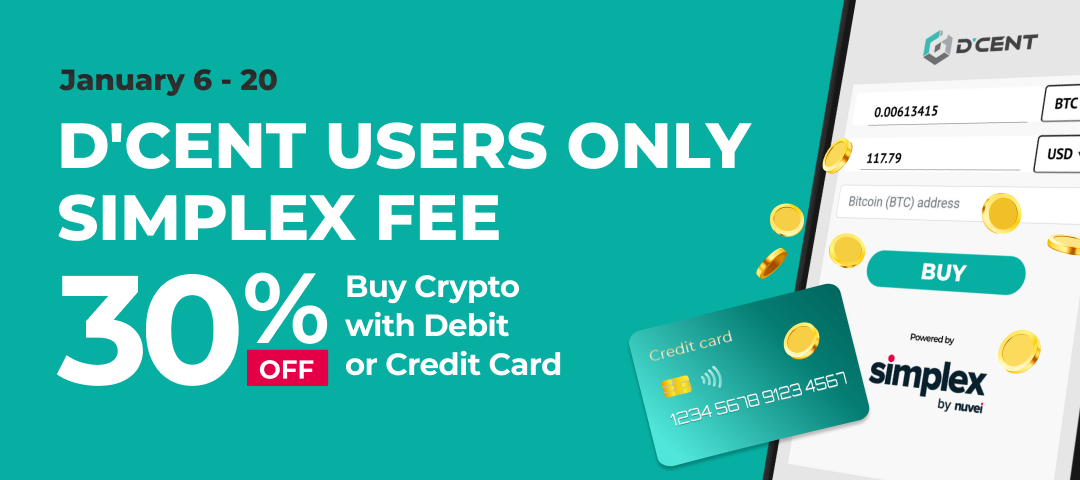 January 6 - 20
D'CENT USERS ONLY
SIMPLEX FEE
30% OFF
Buy Crypto
with Debit
or Credit Card
D'CENT
0.00613415
BTC
117.79
USD
Bitcoin (BTC) address
BUY
Powered by
simplex
by nuvei
Credit card
1234 5678 9123 4567